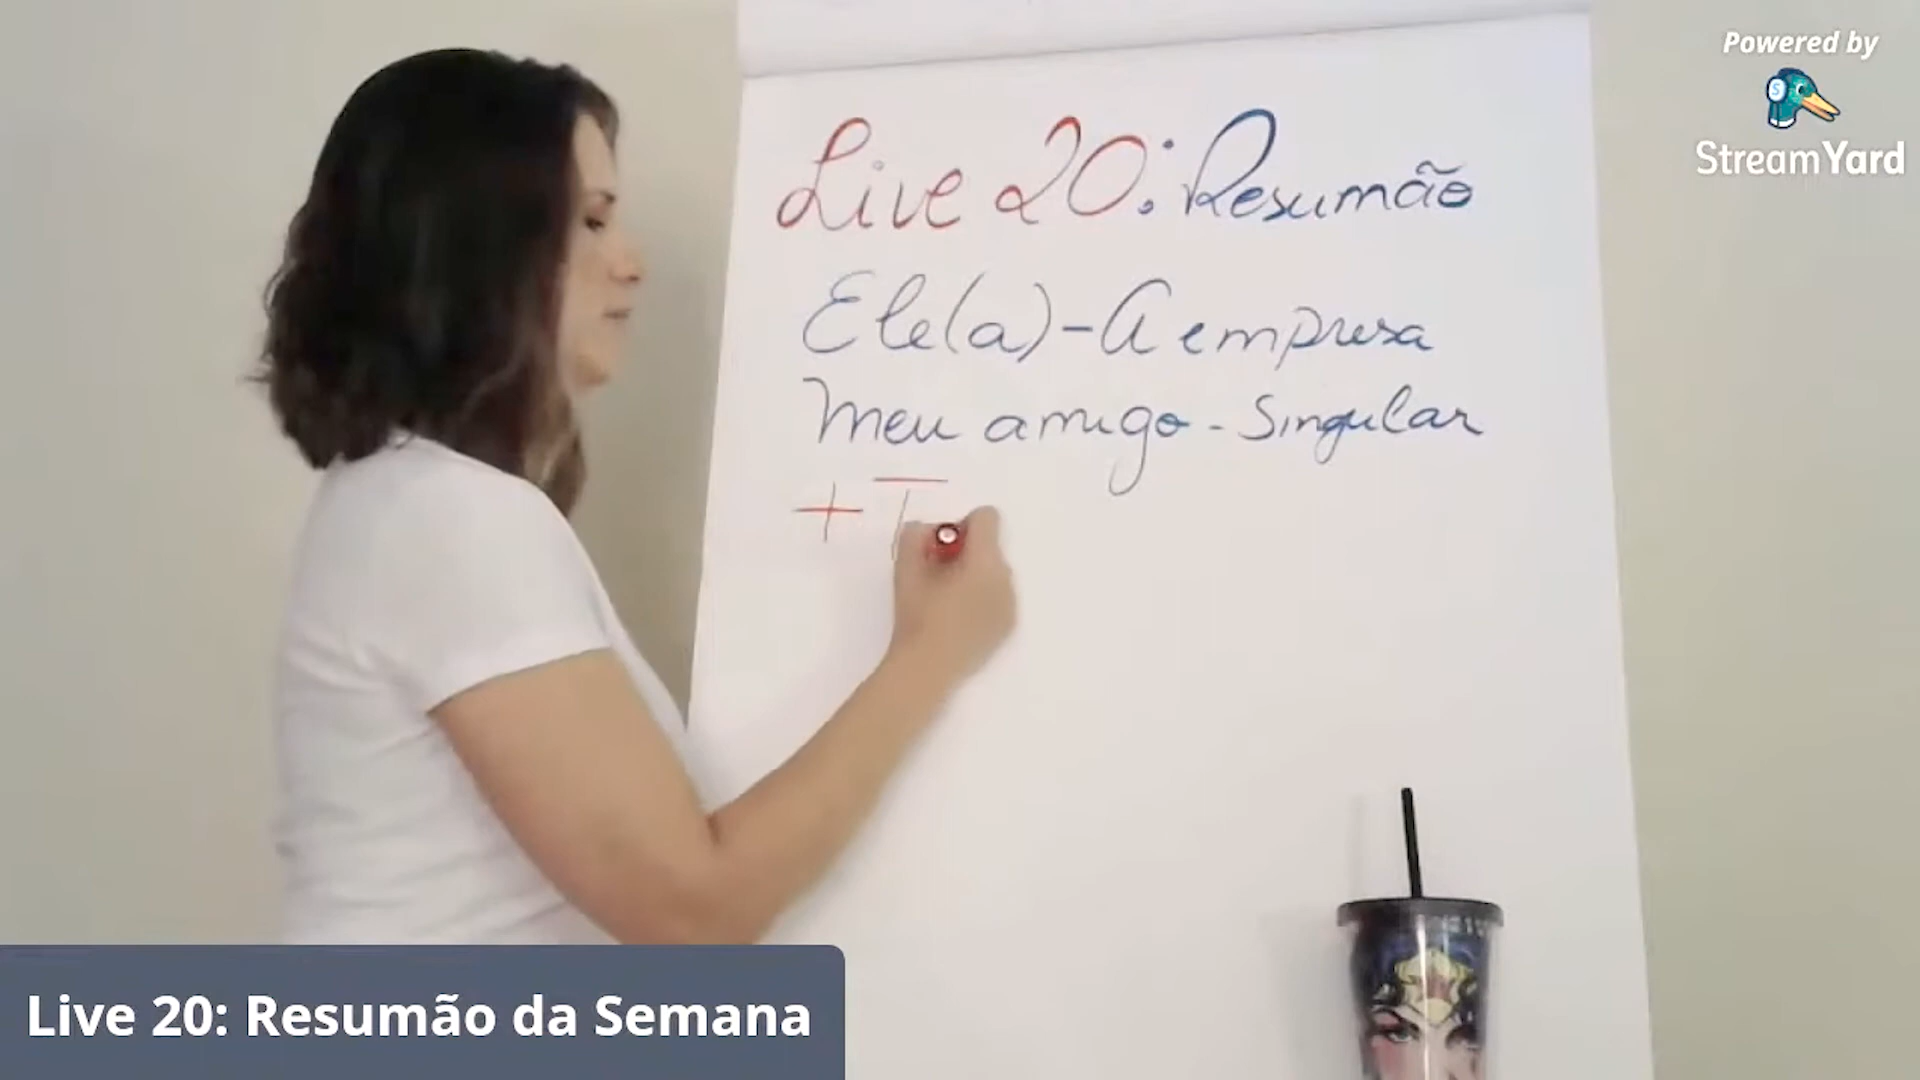 Powered by
StreamYard
Live 20: Resumão
Ele(a) - A empresa
Meu amigo - Singular
+ T
Live 20: Resumão da Semana